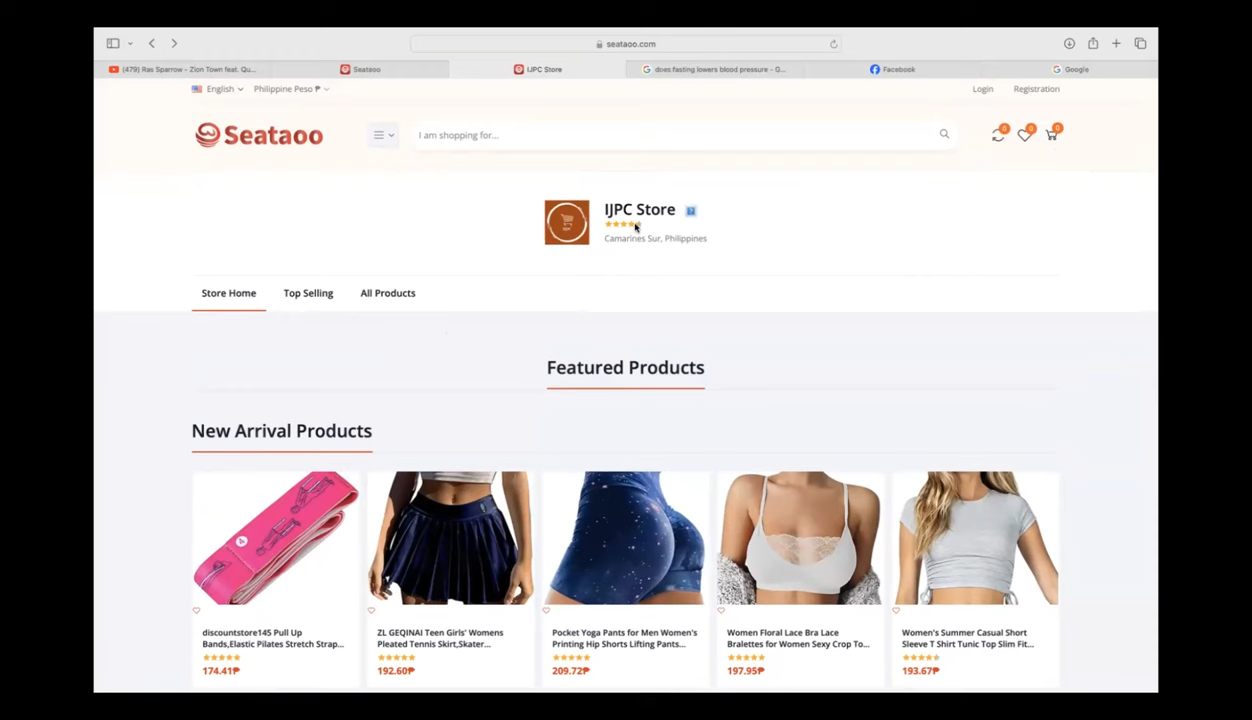 seataoo.com
(479) Ras Sparrow - Zion Town feat. Qu...
Seataoo
IJPC Store
does fasting lowers blood pressure - G...
Facebook
Google
English
Philippine Peso ₱
Login
Registration
Seataoo
I am shopping for...
0
0
0
IJPC Store
Camarines Sur, Philippines
Store Home
Top Selling
All Products
Featured Products
New Arrival Products
discountstore145 Pull Up
Bands,Elastic Pilates Stretch Strap...
174.41₱
ZL GEQINAI Teen Girls' Womens
Pleated Tennis Skirt,Skater...
192.60₱
Pocket Yoga Pants for Men Women's
Printing Hip Shorts Lifting Pants...
209.72₱
Women Floral Lace Bra Lace
Bralettes for Women Sexy Crop To...
197.95₱
Women's Summer Casual Short
Sleeve T Shirt Tunic Top Slim Fit...
193.67₱